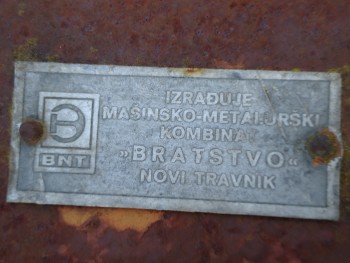 IZRAĐUJE
MAŠINSKO-METALURŠKI
KOMBINAT
»BRATSTVO«
NOVI TRAVNIK
BNT